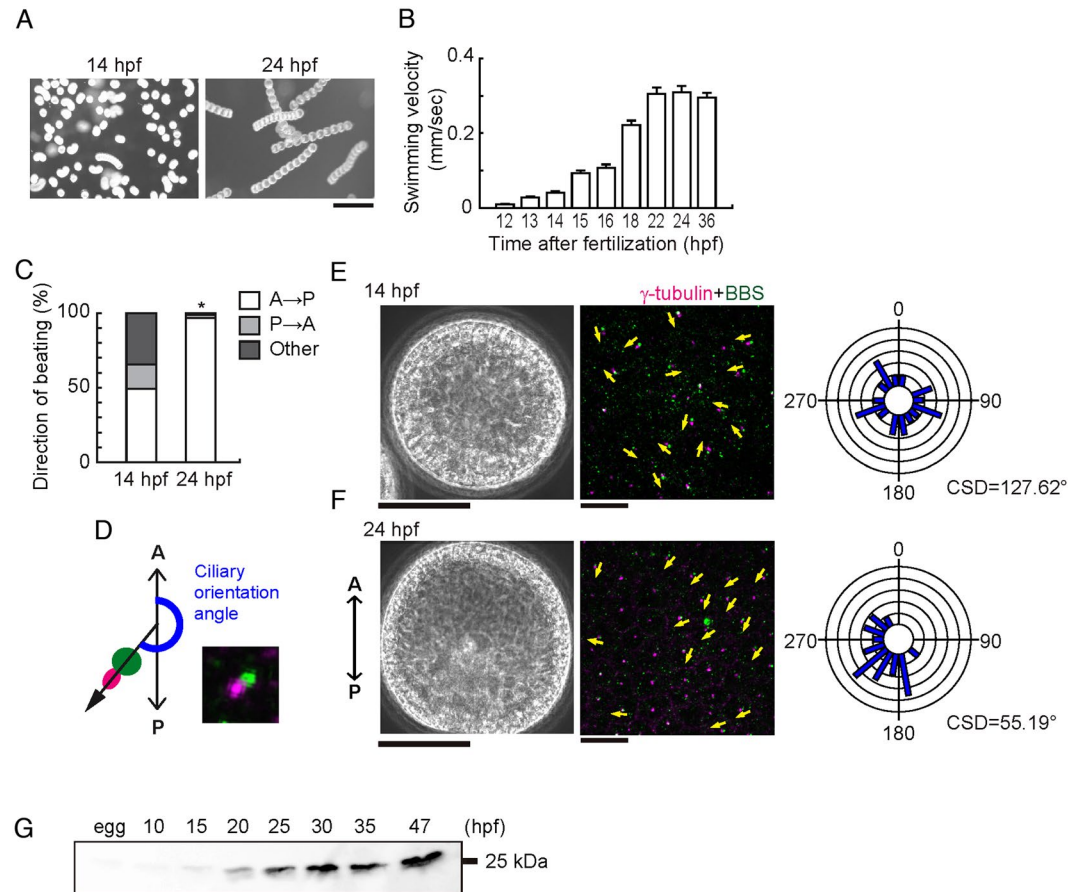 A
14 hpf
24 hpf
B
Swimming velocity
(mm/sec)
0.4
0.2
0
12 13 14 15 16 18 22 24 36
Time after fertilization (hpf)
C
Direction of beating (%)
100
50
0
*
14 hpf 24 hpf
A→P
P→A
Other
D
A
P
Ciliary
orientation
angle
E
14 hpf
γ-tubulin+BBS
0
90
180
270
CSD=127.62°
F
24 hpf
A
P
0
90
180
270
CSD=55.19°
G
egg 10 15 20 25 30 35 47 (hpf)
25 kDa